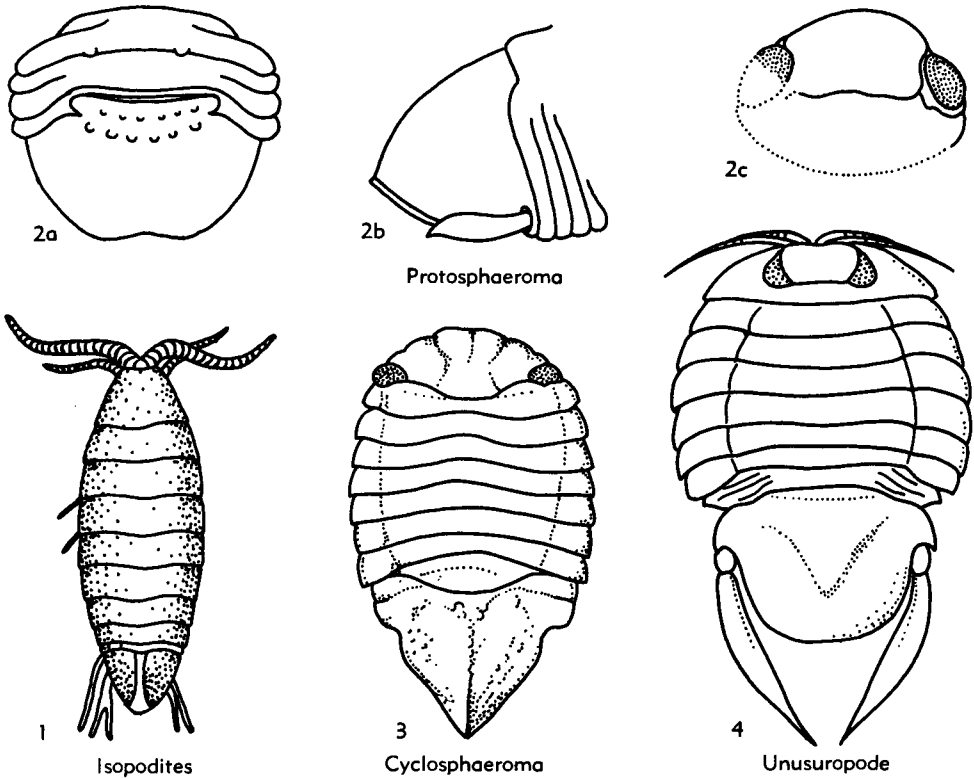 2a
2b
2c
Protosphaeroma
1
Isopodites
3
Cyclosphaeroma
4
Unusuropode